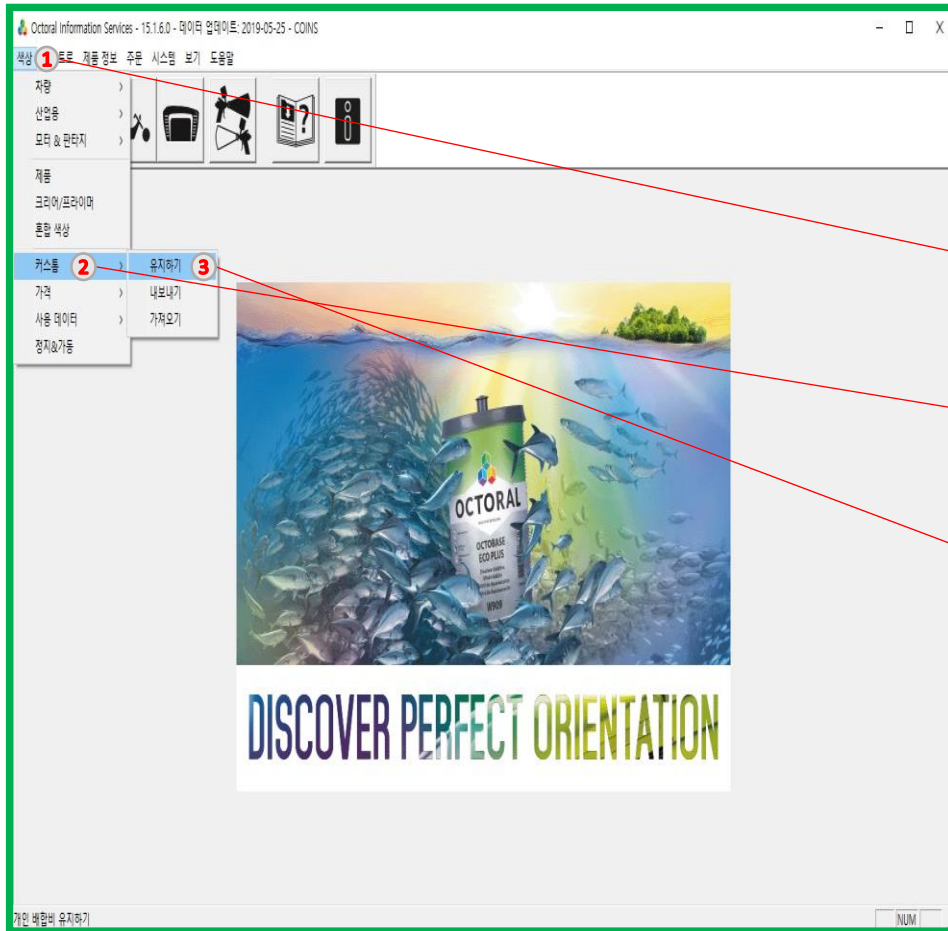 Octoral Information Services - 15.1.6.0 - 데이터 업데이트: 2019-05-25 - COINS
색상 1 트로 제품 정보 주문 시스템 보기 도움말
차량
산업용
모터 & 판타지
제품
크리어/프라이머
혼합 색상
커스톰 2
유지하기 3
가격
내보내기
사용 데이터
가져오기
정지&가동
OCTORAL
OCTOBASE
ECO PLUS
W909
DISCOVER PERFECT ORIENTATION
개인 배합비 유지하기
NUM